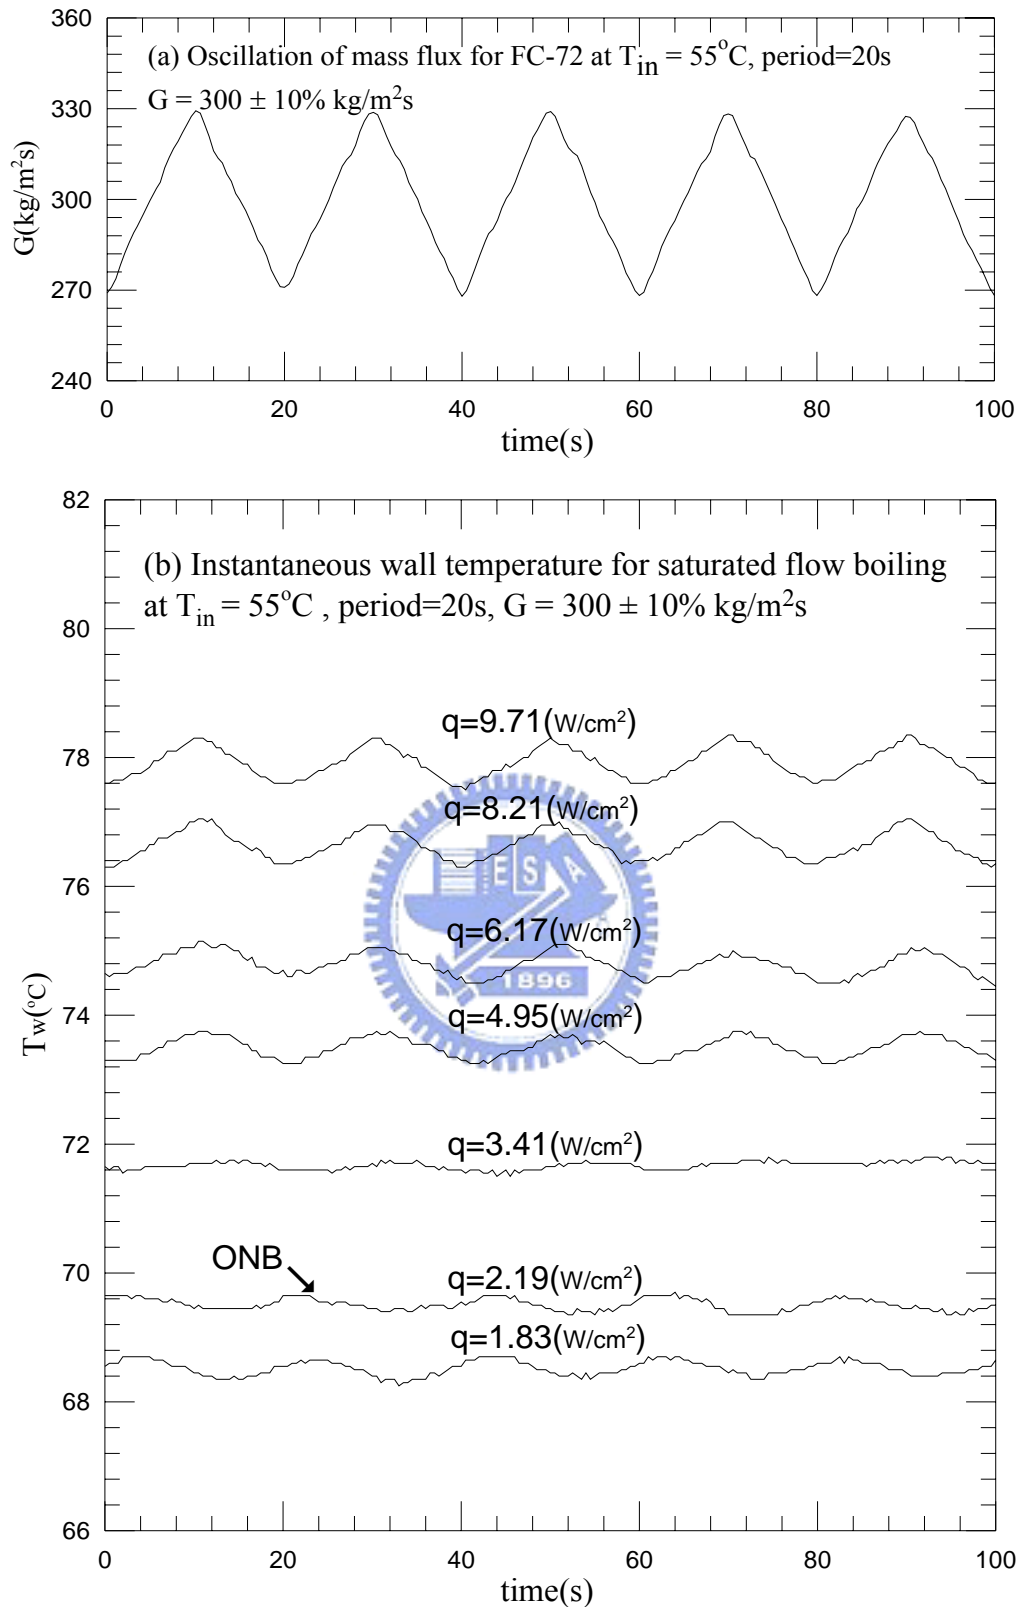 360
(a) Oscillation of mass flux for FC-72 at Tin = 55°C, period=20s
G = 300 ± 10% kg/m²s
330
300
270
240
G(kg/m²s)
0 20 40 60 80 100
time(s)
82
(b) Instantaneous wall temperature for saturated flow boiling
at Tin = 55°C , period=20s, G = 300 ± 10% kg/m²s
80
q=9.71(W/cm²)
78
q=8.21(W/cm²)
ESA
76
q=6.17(W/cm²)
1896
Tw(°C)
74
q=4.95(W/cm²)
72
q=3.41(W/cm²)
ONB
70
q=2.19(W/cm²)
q=1.83(W/cm²)
68
66
0 20 40 60 80 100
time(s)